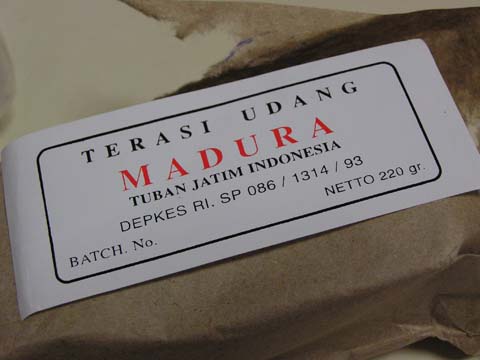 TERASI UDANG
MADURA
TUBAN JATIM INDONESIA
DEPKES RI. SP 086 / 1314 / 93
BATCH. No. NETTO 220 gr.